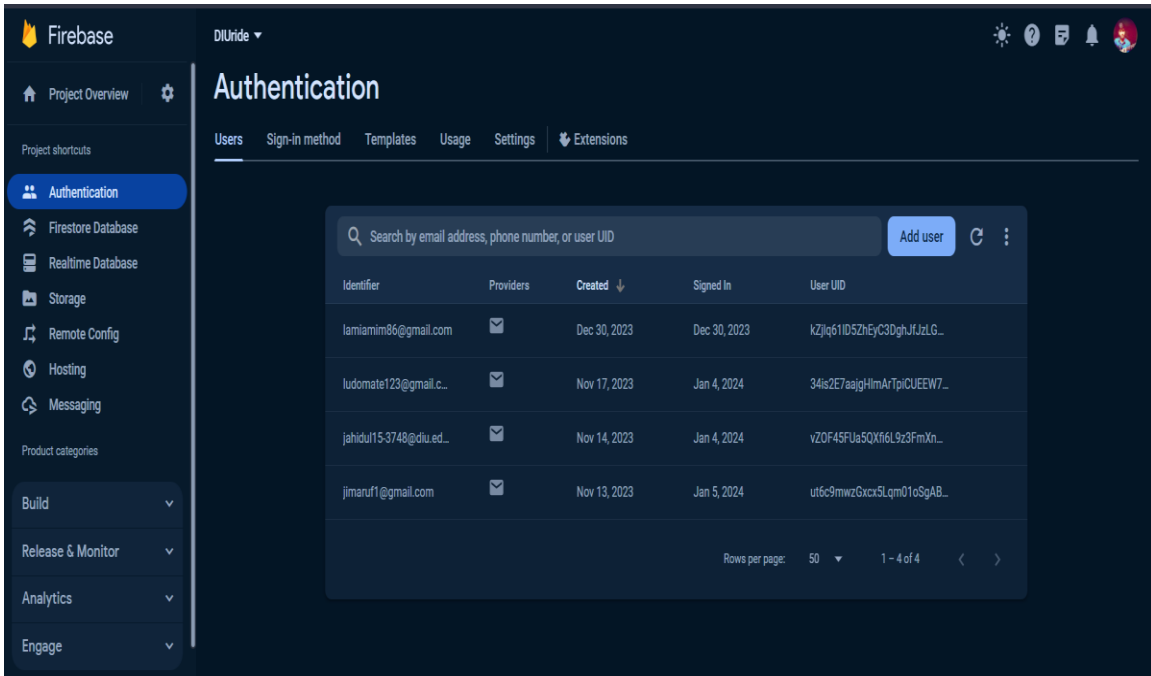 Firebase
DIUride
Project Overview
Authentication
Users Sign-in method Templates Usage Settings Extensions
Project shortcuts
Authentication
Firestore Database
Realtime Database
Storage
Remote Config
Hosting
Messaging
Product categories
Build
Release & Monitor
Analytics
Engage
Search by email address, phone number, or user UID Add user
Identifier Providers Created Signed In User UID
lamiamim86@gmail.com Dec 30, 2023 Dec 30, 2023 kZjlq61ID5ZhEyC3DghJfJzLG...
ludomate123@gmail.c... Nov 17, 2023 Jan 4, 2024 34is2E7aajgHImArTpiCUEEW7...
jahidul15-3748@diu.ed... Nov 14, 2023 Jan 4, 2024 vZOF45FUa5QXfi6L9z3FmXn...
jimaruf1@gmail.com Nov 13, 2023 Jan 5, 2024 ut6c9mwzGxcx5Lqm01oSgAB...
Rows per page: 50 1 – 4 of 4